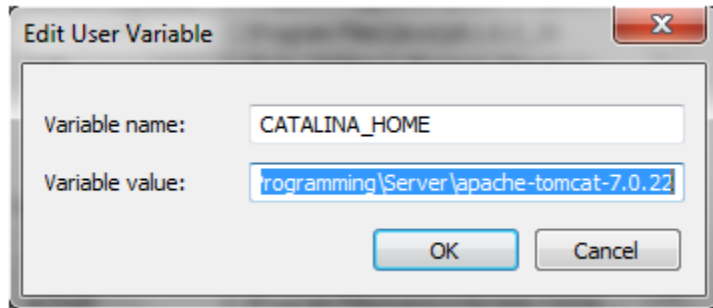 Edit User Variable
Variable name:
CATALINA_HOME
Variable value:
rogramming\Server\apache-tomcat-7.0.22
OK
Cancel